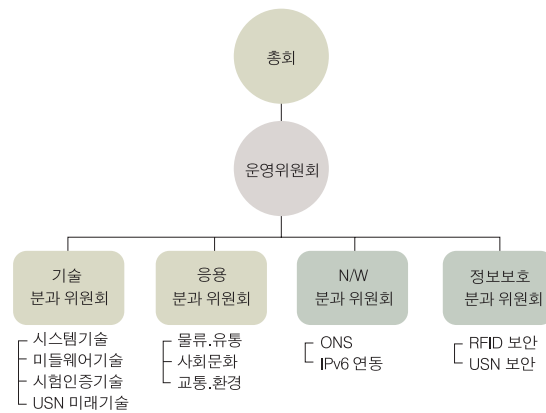 총회
운영위원회
기술
분과 위원회
시스템기술
미들웨어기술
시험인증기술
USN 미래기술
응용
분과 위원회
물류.유통
사회문화
교통.환경
N/W
분과 위원회
ONS
IPv6 연동
정보보호
분과 위원회
RFID 보안
USN 보안